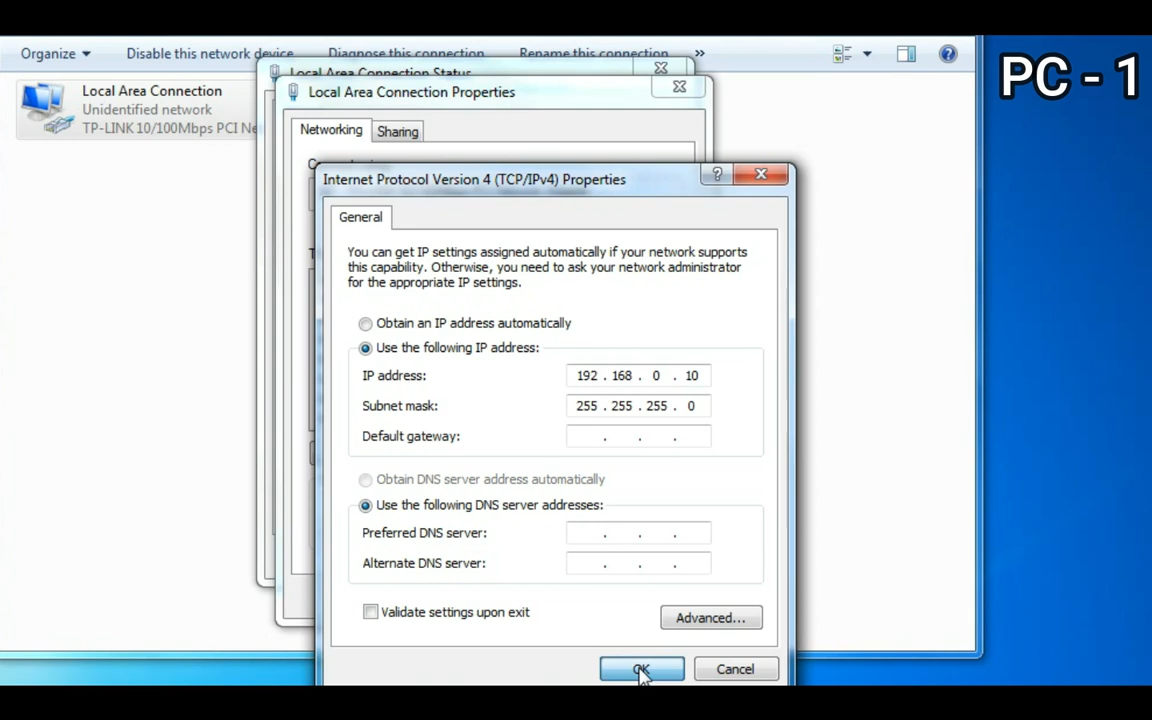 Organize
Disable this network device
Diagnose this connection
Rename this connection
»
PC - 1
Local Area Connection
Unidentified network
TP-LINK 10/100Mbps PCI Ne
Local Area Connection Status
Local Area Connection Properties
Networking
Sharing
Internet Protocol Version 4 (TCP/IPv4) Properties
General
You can get IP settings assigned automatically if your network supports
this capability. Otherwise, you need to ask your network administrator
for the appropriate IP settings.
Obtain an IP address automatically
Use the following IP address:
IP address: 192 . 168 . 0 . 10
Subnet mask: 255 . 255 . 255 . 0
Default gateway: . . .
Obtain DNS server address automatically
Use the following DNS server addresses:
Preferred DNS server: . . .
Alternate DNS server: . . .
Validate settings upon exit
Advanced...
OK
Cancel